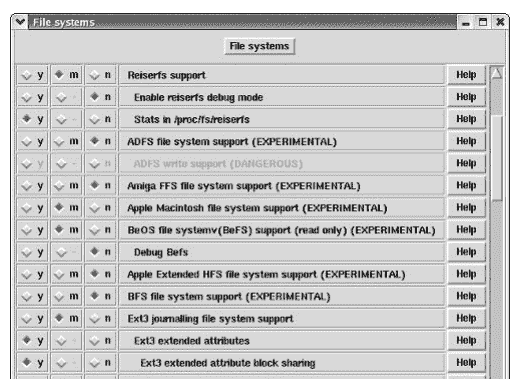 File systems
File systems
y m n Reiserfs support Help
y - n Enable reiserfs debug mode Help
y - n Stats in /proc/fs/reiserfs Help
y m n ADFS file system support (EXPERIMENTAL) Help
y - n ADFS write support (DANGEROUS) Help
y m n Amiga FFS file system support (EXPERIMENTAL) Help
y m n Apple Macintosh file system support (EXPERIMENTAL) Help
y m n BeOS file systemv(BeFS) support (read only) (EXPERIMENTAL) Help
y - n Debug Befs Help
y m n Apple Extended HFS file system support (EXPERIMENTAL) Help
y m n BFS file system support (EXPERIMENTAL) Help
y m n Ext3 journalling file system support Help
y - n Ext3 extended attributes Help
y - n Ext3 extended attribute block sharing Help